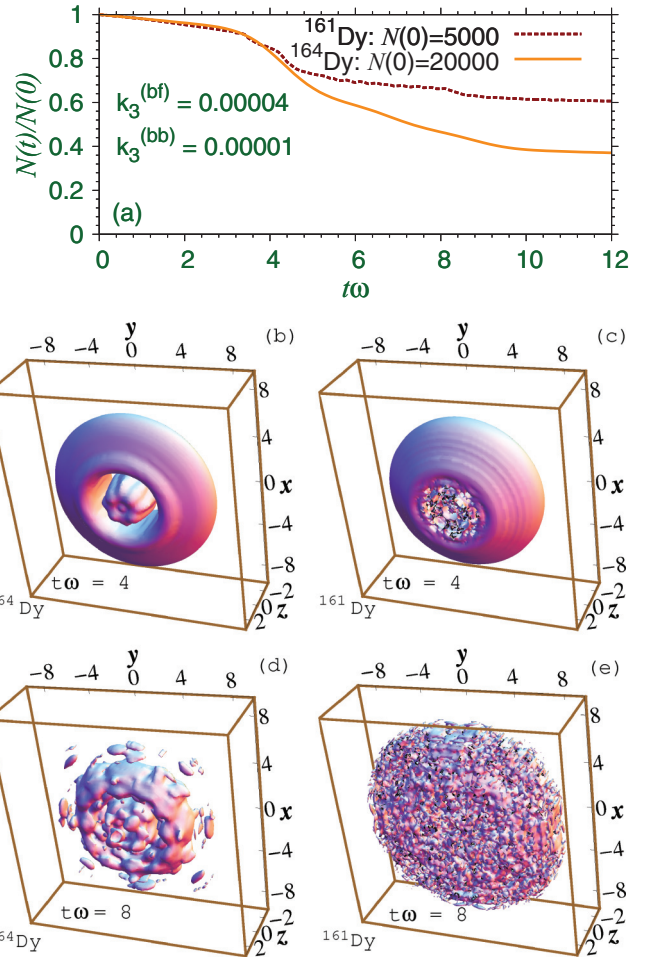 1
0.8
0.6
0.4
0.2
0
N(t)/N(0)
161Dy: N(0)=5000
164Dy: N(0)=20000
k3(bf) = 0.00004
k3(bb) = 0.00001
(a)
0 2 4 6 8 10 12
tω
(b)
y
−8 −4 0 4 8
8
4
0 x
−4
−8
−2
0 z
2
tω = 4
64Dy
(c)
y
−8 −4 0 4 8
8
4
0 x
−4
−8
−2
0 z
2
tω = 4
161Dy
(d)
y
−8 −4 0 4 8
8
4
0 x
−4
−8
−2
0 z
2
tω = 8
64Dy
(e)
y
−8 −4 0 4 8
8
4
0 x
−4
−8
−2
0 z
2
tω = 8
161Dy